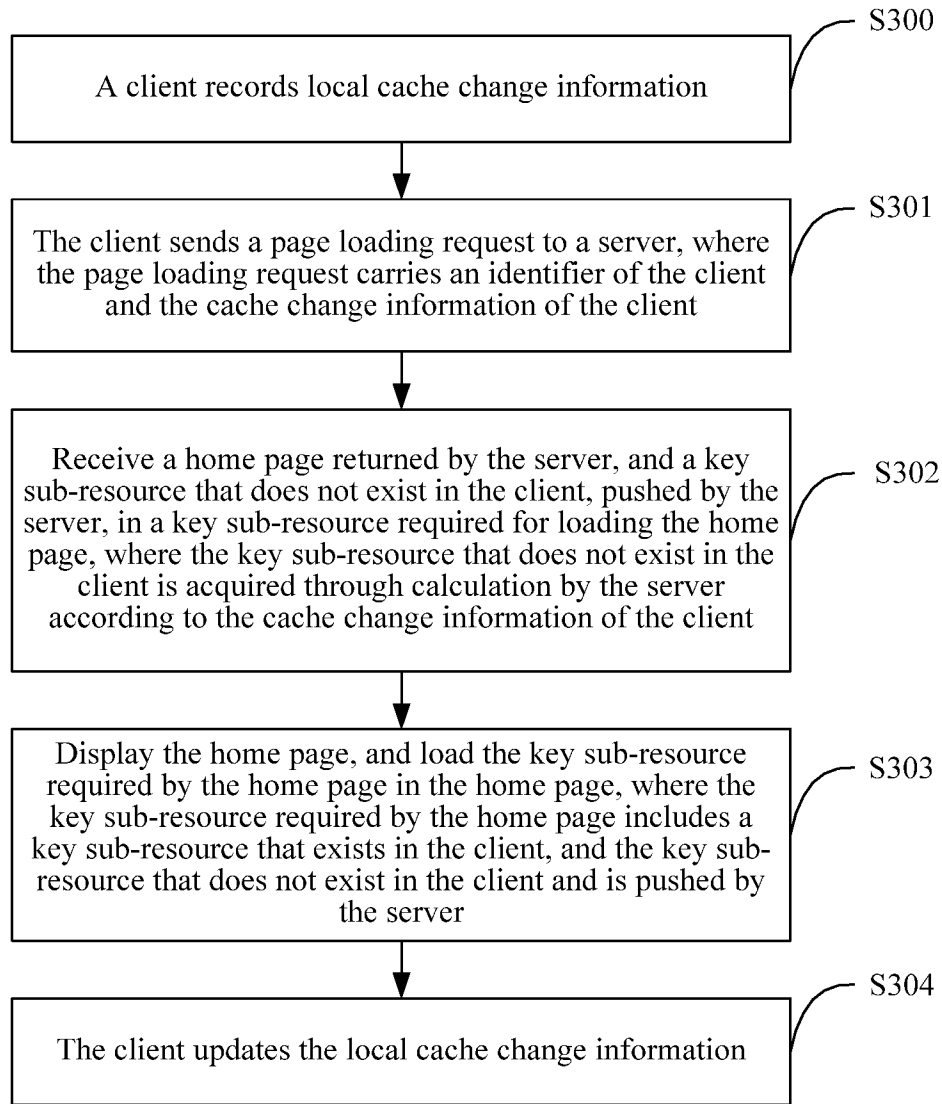 S300
A client records local cache change information
S301
The client sends a page loading request to a server, where
the page loading request carries an identifier of the client
and the cache change information of the client
S302
Receive a home page returned by the server, and a key
sub-resource that does not exist in the client, pushed by the
server, in a key sub-resource required for loading the home
page, where the key sub-resource that does not exist in the
client is acquired through calculation by the server
according to the cache change information of the client
S303
Display the home page, and load the key sub-resource
required by the home page in the home page, where the
key sub-resource required by the home page includes a
key sub-resource that exists in the client, and the key sub-
resource that does not exist in the client and is pushed by
the server
S304
The client updates the local cache change information